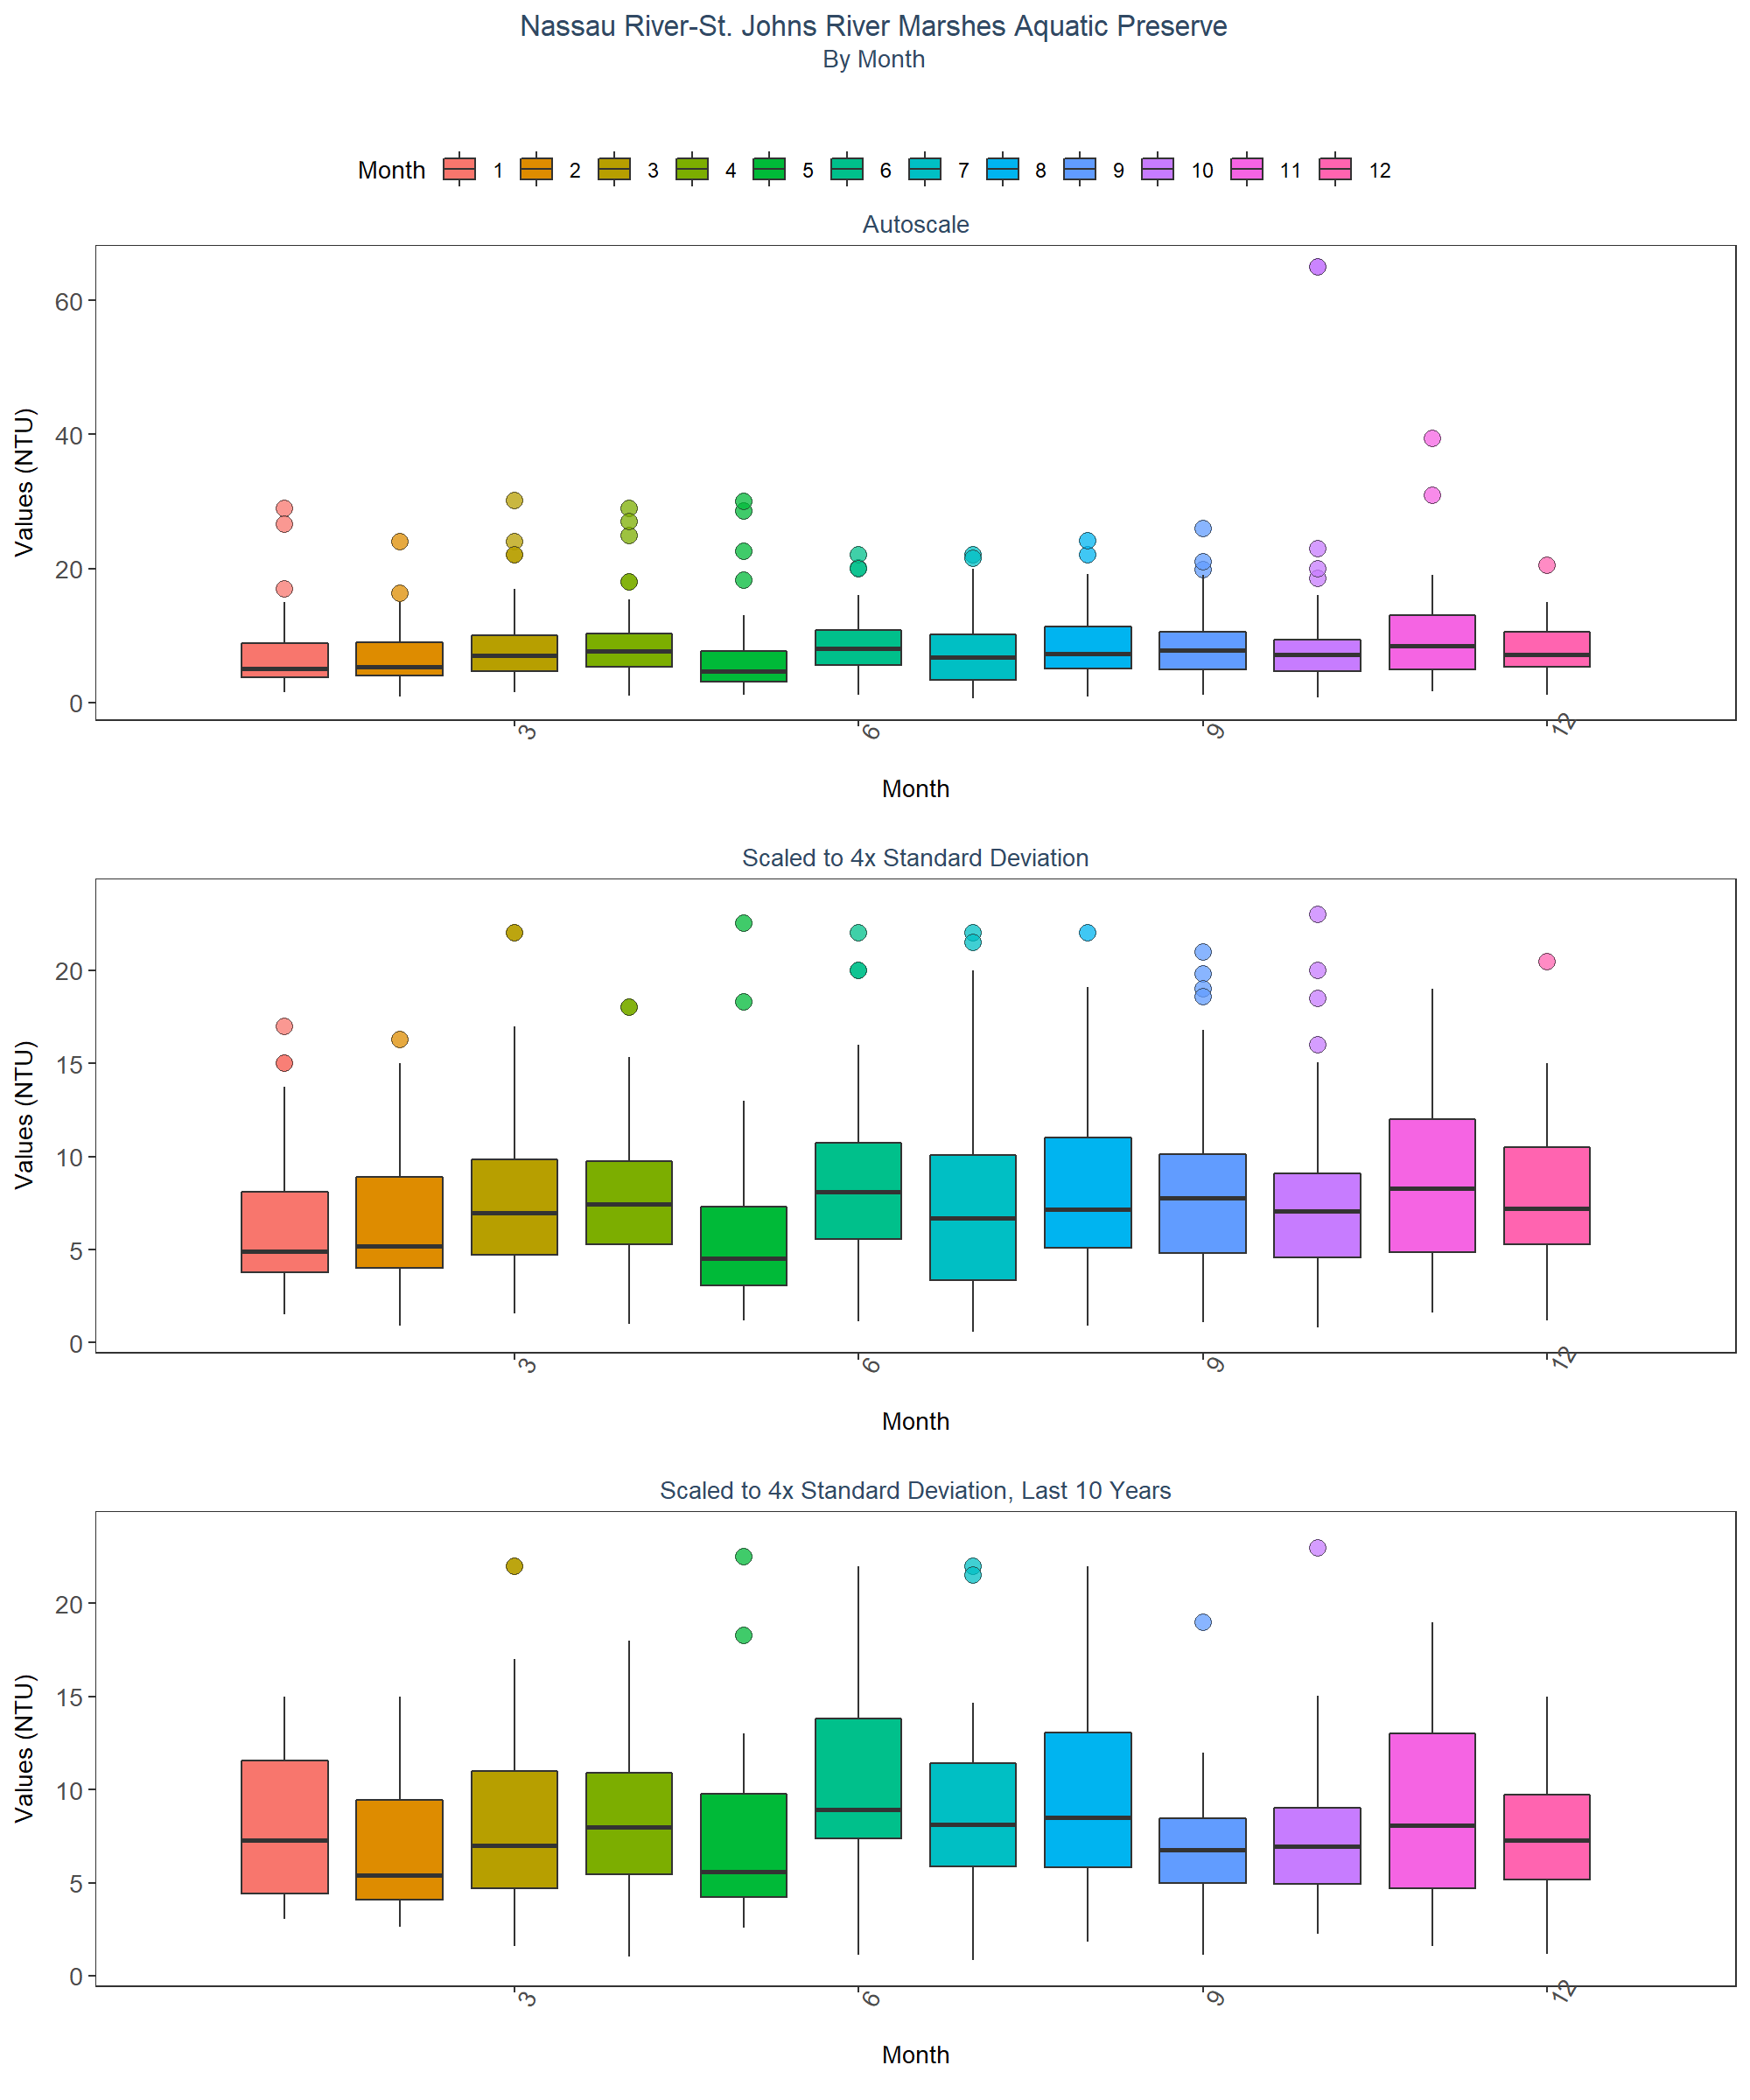 Nassau River-St. Johns River Marshes Aquatic Preserve
By Month
Month 1 2 3 4 5 6 7 8 9 10 11 12
Autoscale
Values (NTU)
60
40
20
0
3 6 9 12
Month
Scaled to 4x Standard Deviation
Values (NTU)
20
15
10
5
0
3 6 9 12
Month
Scaled to 4x Standard Deviation, Last 10 Years
Values (NTU)
20
15
10
5
0
3 6 9 12
Month